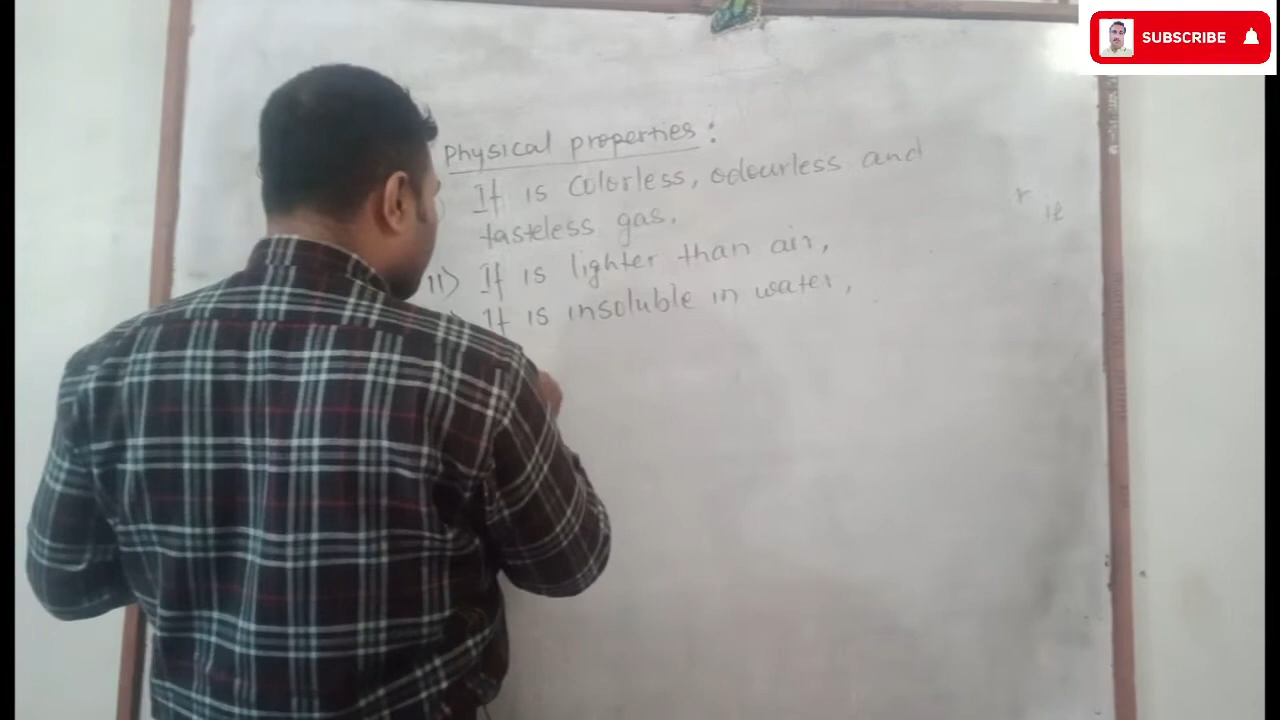 SUBSCRIBE
Physical properties:
It is Colorless, odourless and
tasteless gas.
11) It is lighter than air,
It is insoluble in water,